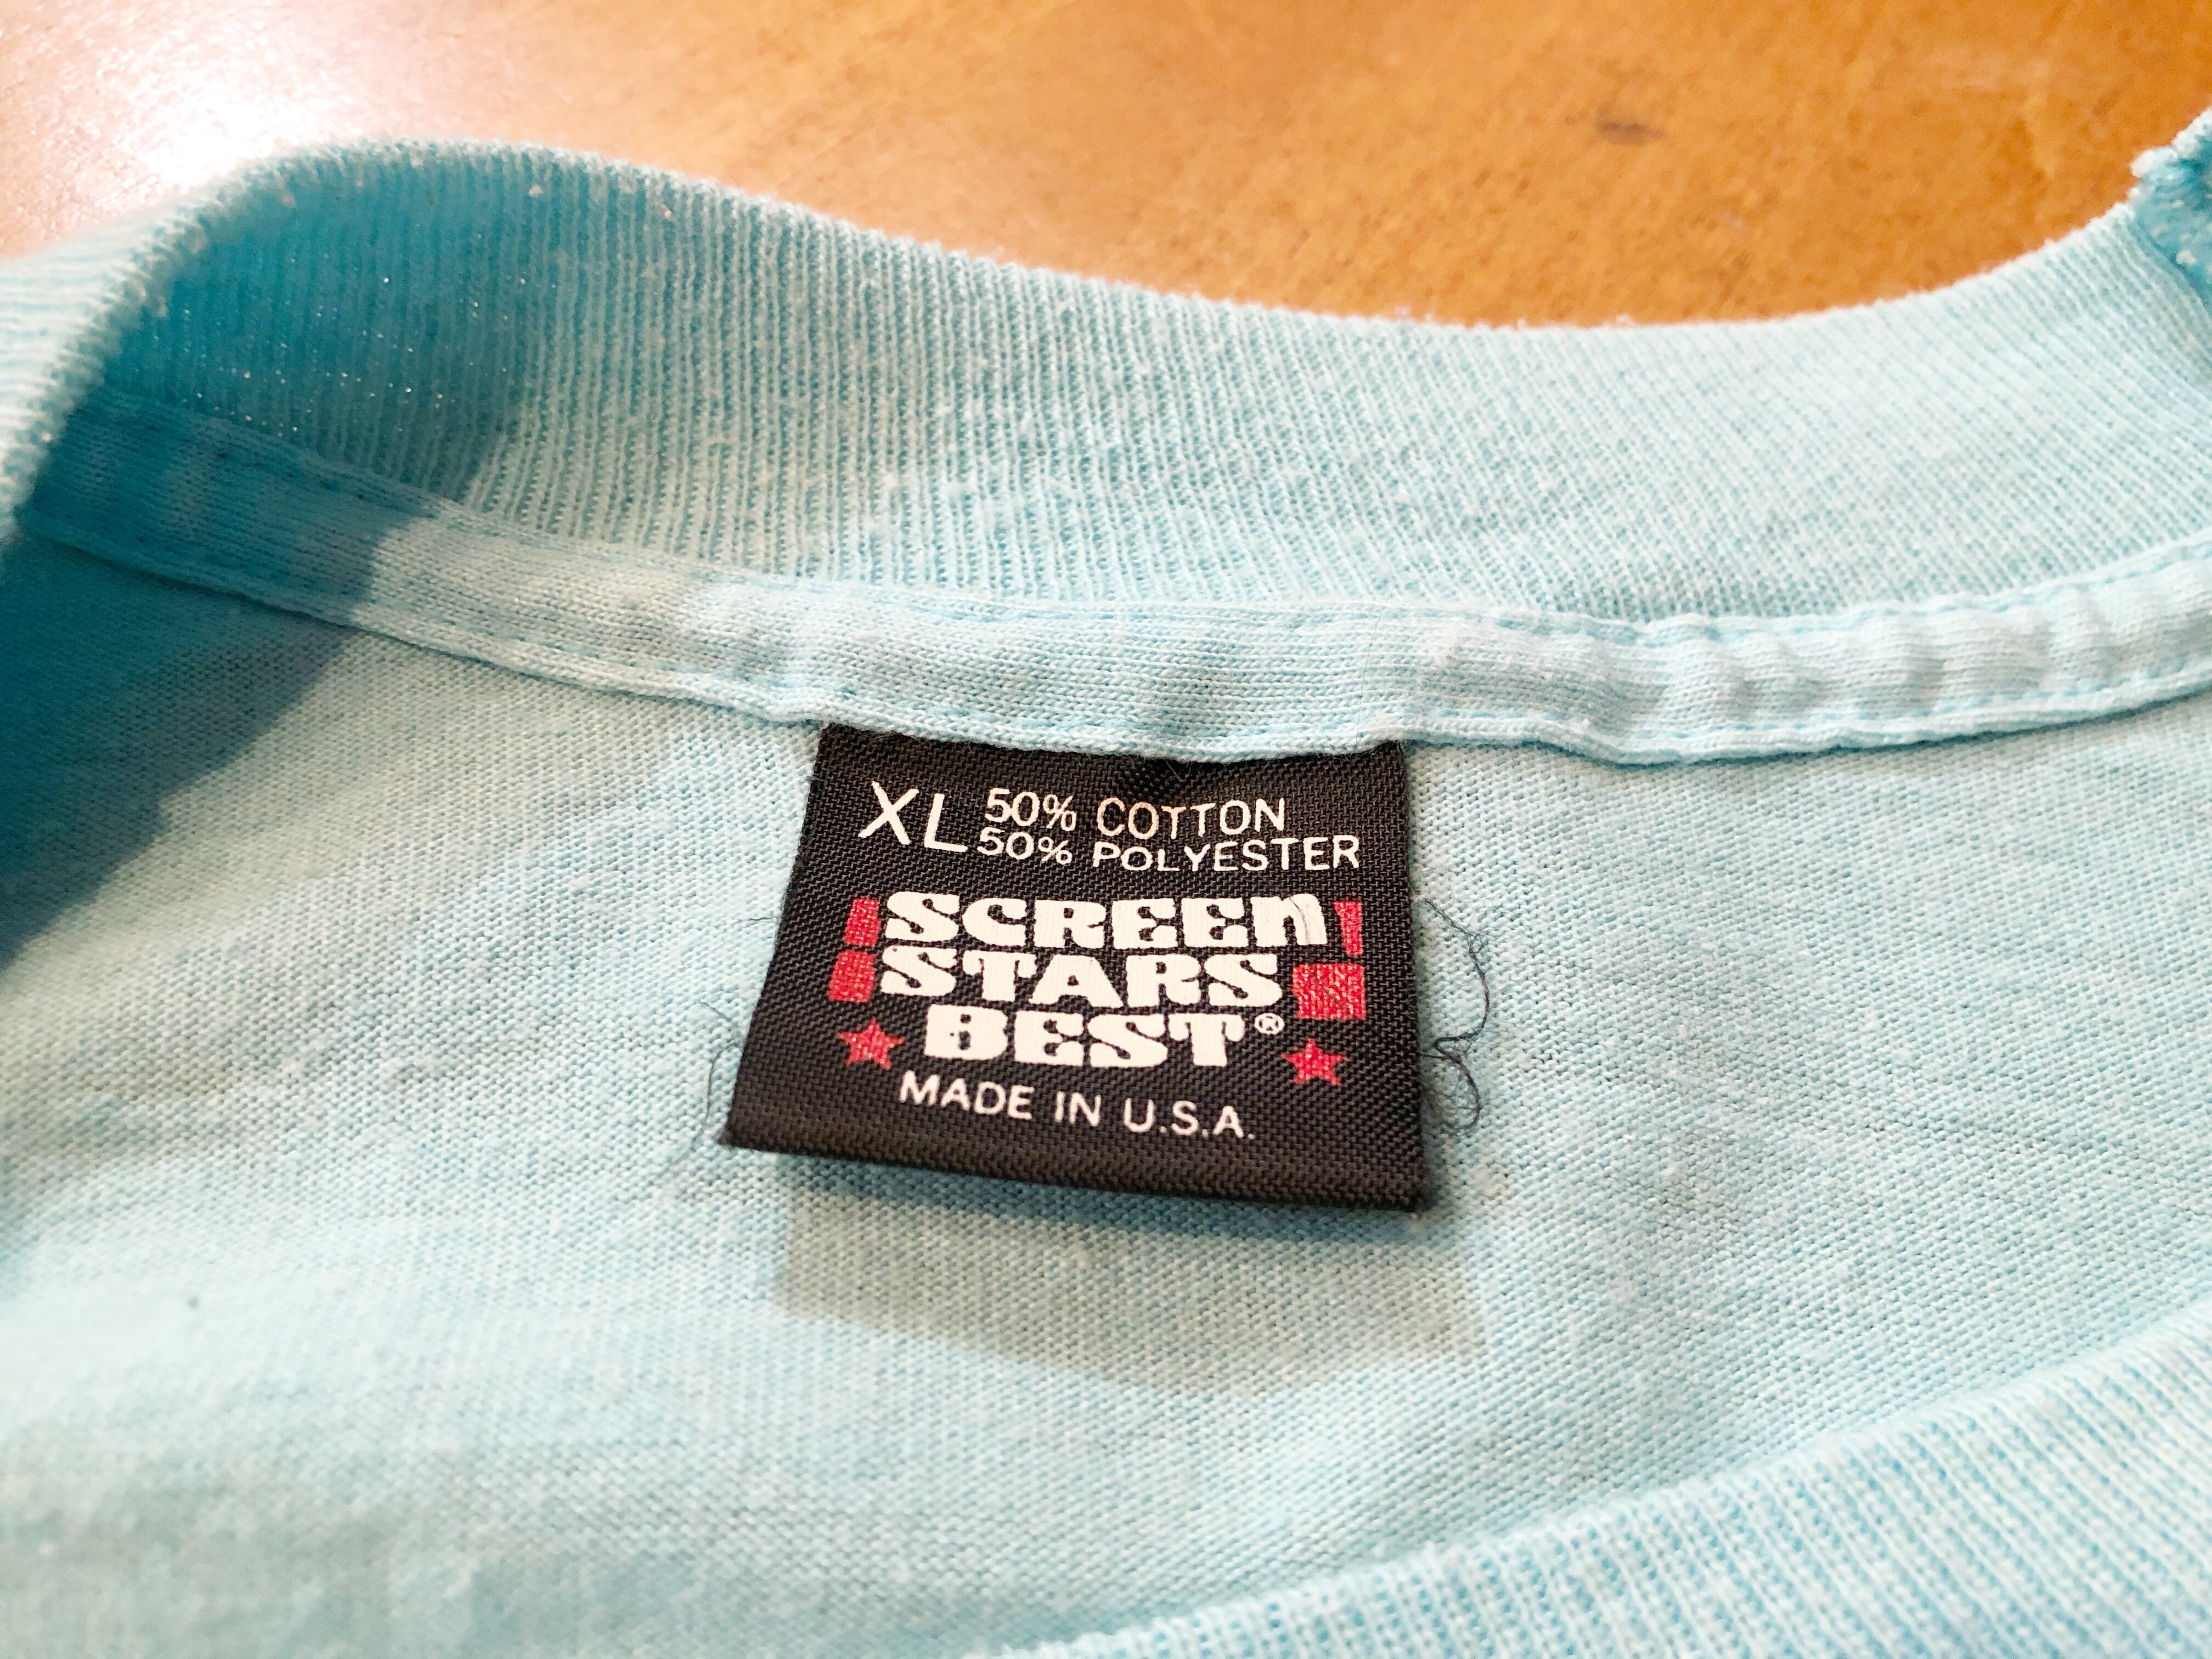 XL 50% COTTON
50% POLYESTER
SCREEN
STARS
BEST®
MADE IN U.S.A.